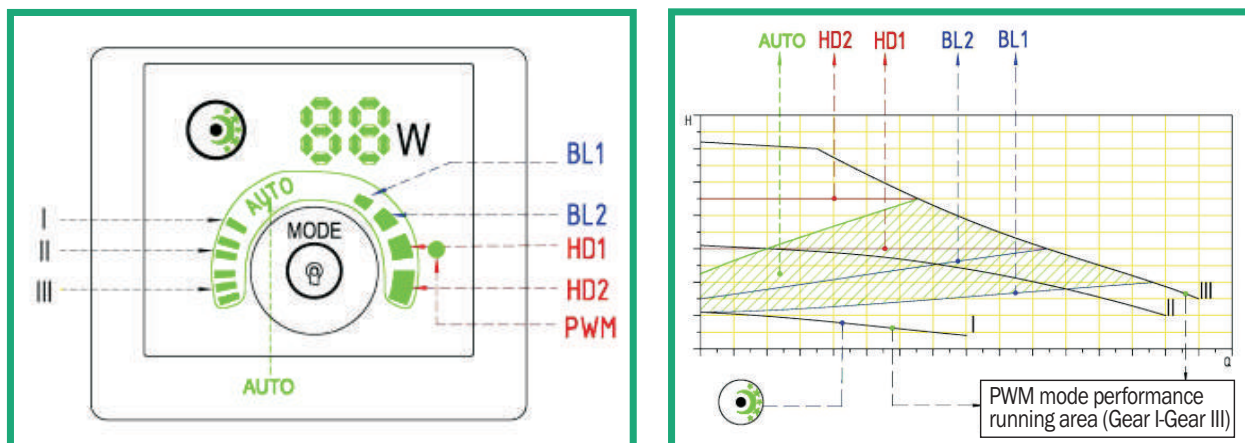 88 W
BL1
AUTO
BL2
I
MODE
II
HD1
III
HD2
PWM
AUTO
AUTO HD2 HD1 BL2 BL1
H
III
II
I
Q
PWM mode performance
running area (Gear I-Gear III)